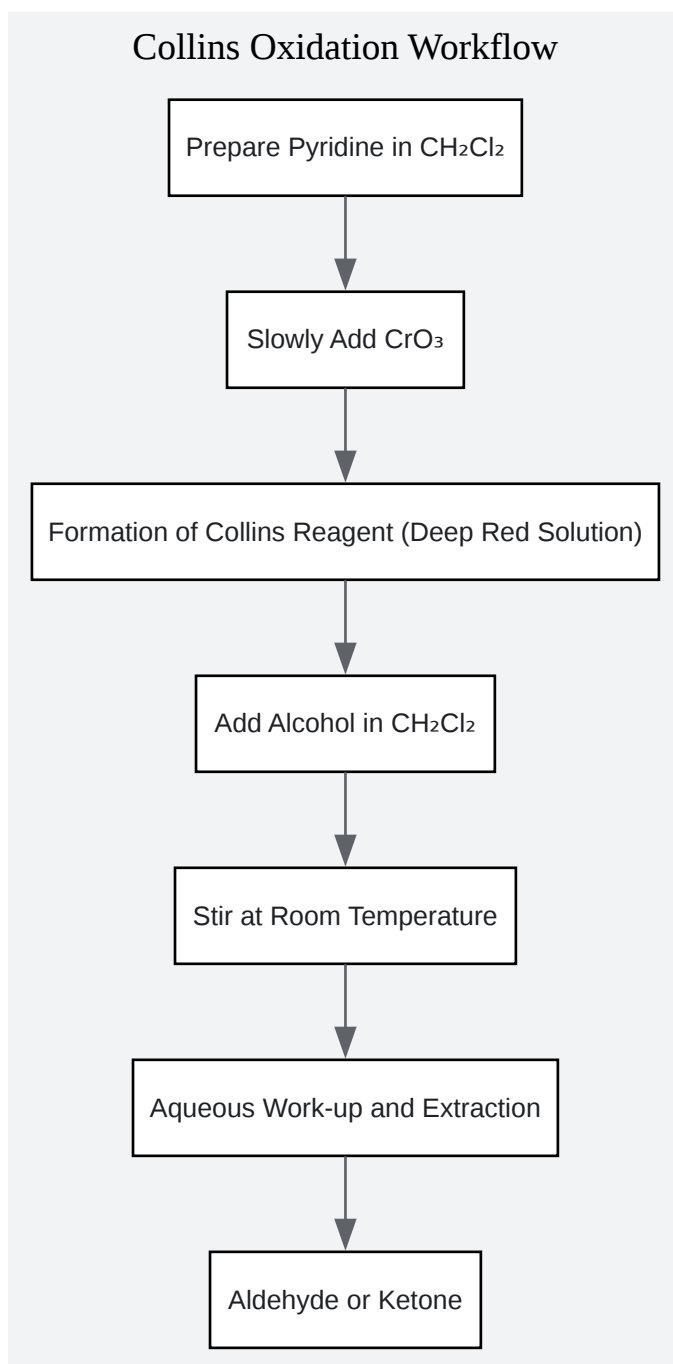 Collins Oxidation Workflow
Prepare Pyridine in CH₂Cl₂
Slowly Add CrO₃
Formation of Collins Reagent (Deep Red Solution)
Add Alcohol in CH₂Cl₂
Stir at Room Temperature
Aqueous Work-up and Extraction
Aldehyde or Ketone